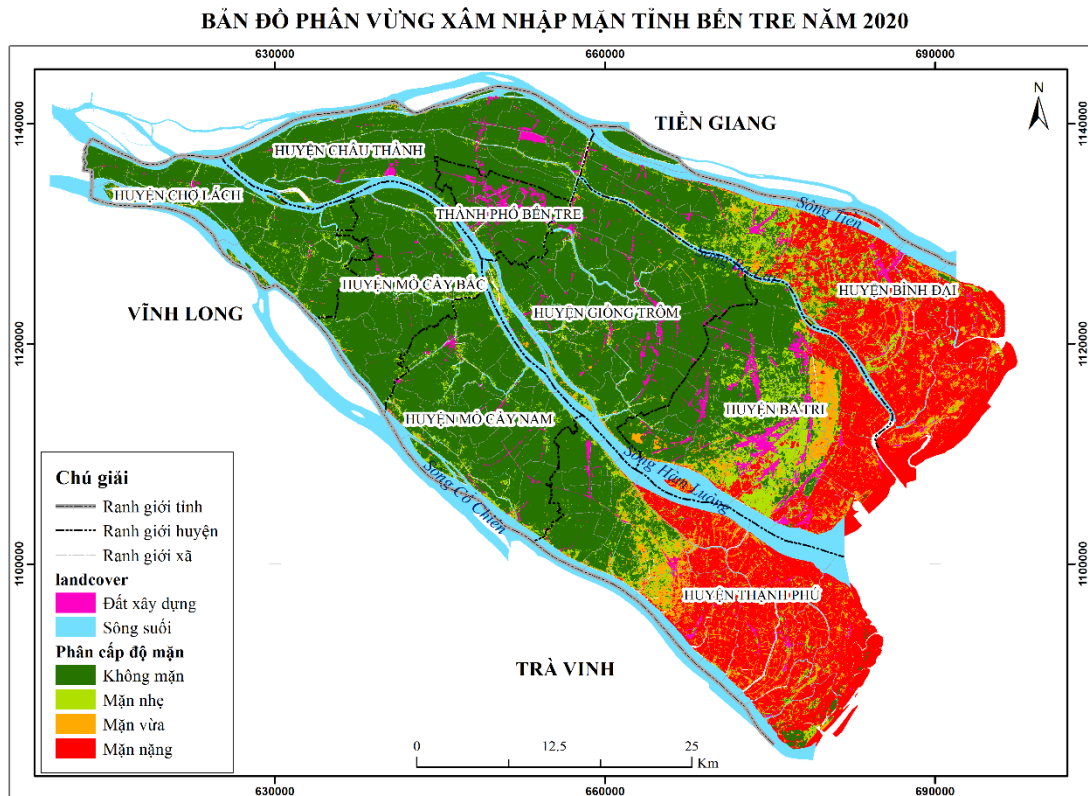 BẢN ĐỒ PHÂN VÙNG XÂM NHẬP MẶN TỈNH BẾN TRE NĂM 2020
630000
660000
690000
N
1140000
1140000
TIỀN GIANG
HUYỆN CHÂU THÀNH
HUYỆN CHỢ LÁCH
THÀNH PHỐ BẾN TRE
Sông Tiền
HUYỆN MỎ CÀY BẮC
HUYỆN BÌNH ĐẠI
VĨNH LONG
HUYỆN GIỒNG TRÔM
1120000
1120000
HUYỆN BA TRI
HUYỆN MỎ CÀY NAM
Sông Hàm Luông
Sông Cổ Chiên
Chú giải
Ranh giới tỉnh
Ranh giới huyện
Ranh giới xã
landcover
Đất xây dựng
Sông suối
Phân cấp độ mặn
Không mặn
Mặn nhẹ
Mặn vừa
Mặn nặng
1100000
1100000
HUYỆN THẠNH PHÚ
TRÀ VINH
0
12.5
25
Km
630000
660000
690000